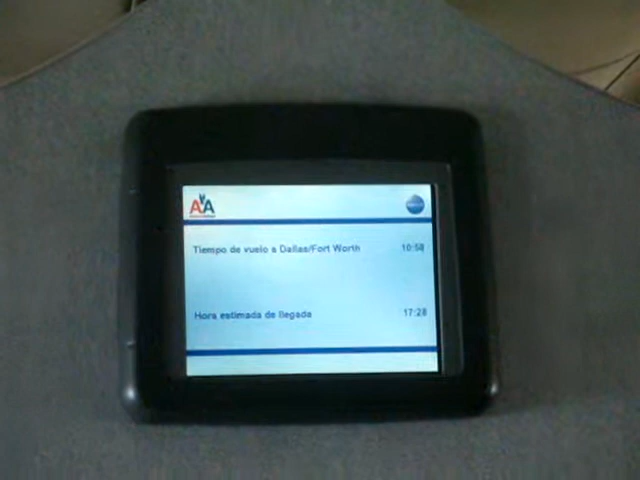 AA
Tiempo de vuelo a Dallas/Fort Worth 10:58
Hora estimada de llegada 17:28